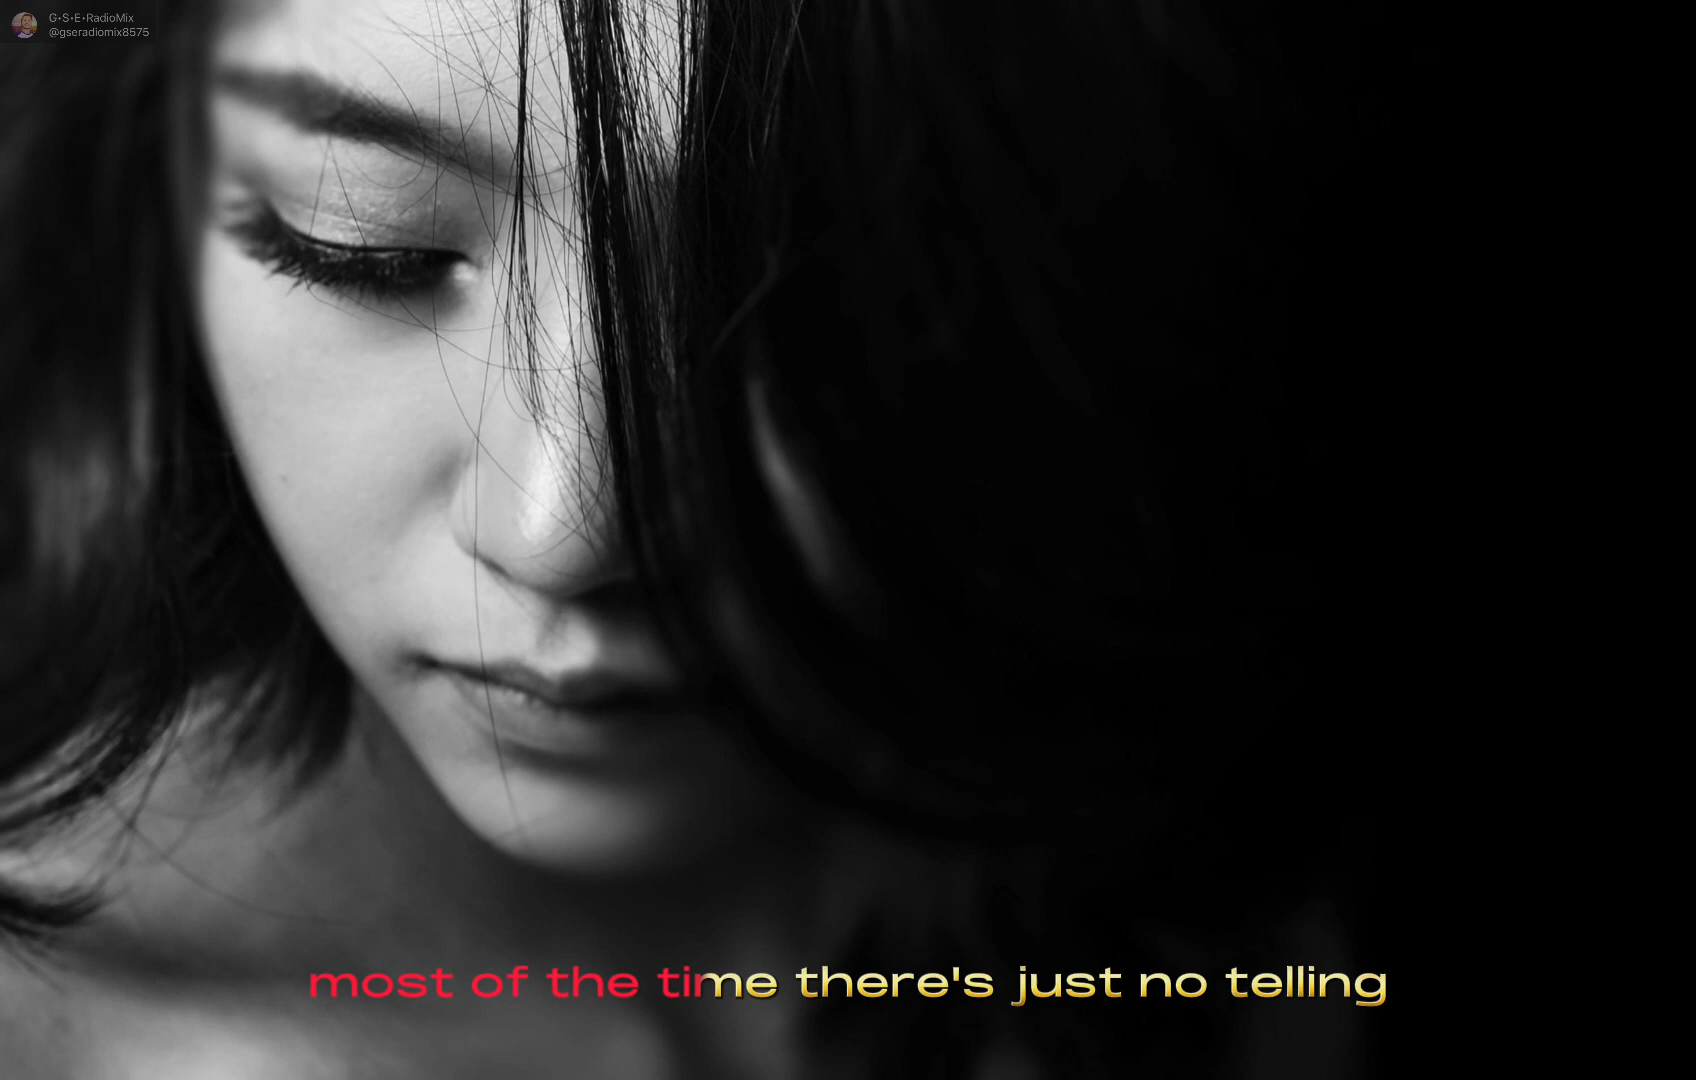 G•S•E•RadioMix
@gseradiomix8575
most of the time there's just no telling